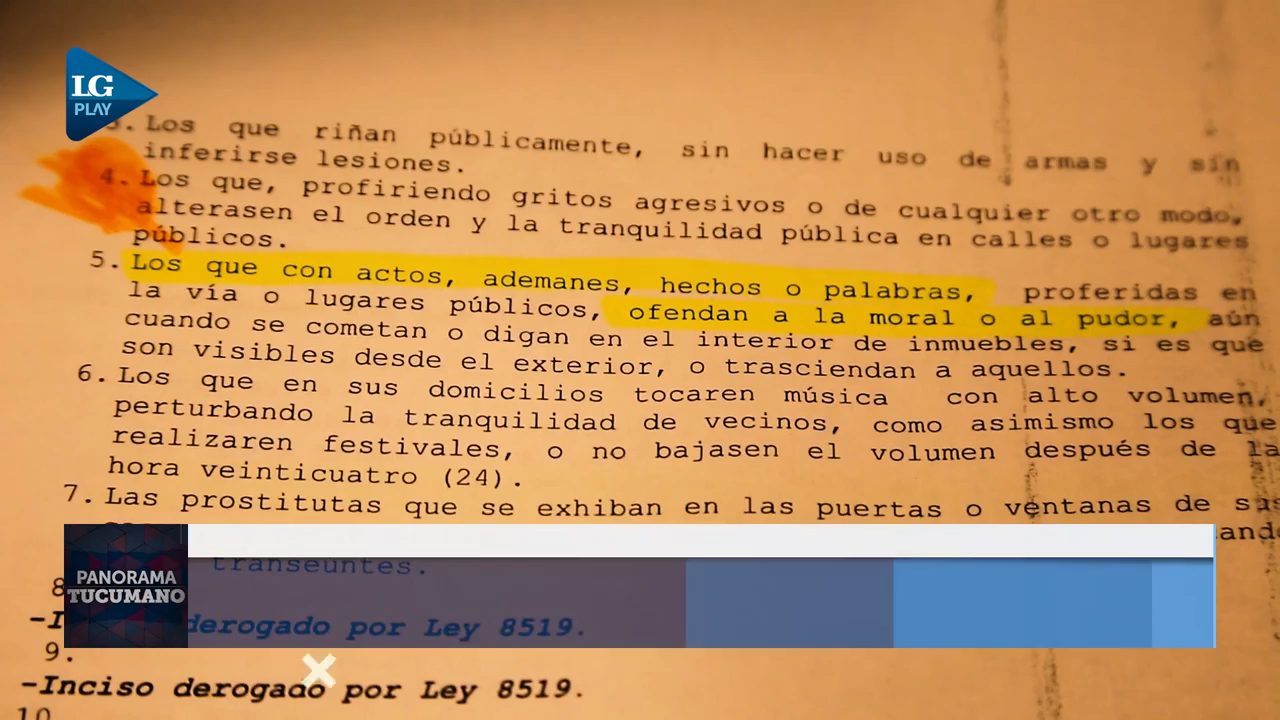 LG
PLAY
3. Los que riñan públicamente, sin hacer uso de armas y sin
inferirse lesiones.
4. Los que, profiriendo gritos agresivos o de cualquier otro modo,
alterasen el orden y la tranquilidad pública en calles o lugares
públicos.
5. Los que con actos, ademanes, hechos o palabras, proferidas en
la vía o lugares públicos, ofendan a la moral o al pudor, aún
cuando se cometan o digan en el interior de inmuebles, si es que
son visibles desde el exterior, o trasciendan a aquellos.
6. Los que en sus domicilios tocaren música con alto volumen,
perturbando la tranquilidad de vecinos, como asimismo los que
realizaren festivales, o no bajasen el volumen después de la
hora veinticuatro (24).
7. Las prostitutas que se exhiban en las puertas o ventanas de sus
transeuntes.
PANORAMA
TUCUMANO
8
derogado por Ley 8519.
9.
-Inciso derogado por Ley 8519.
10